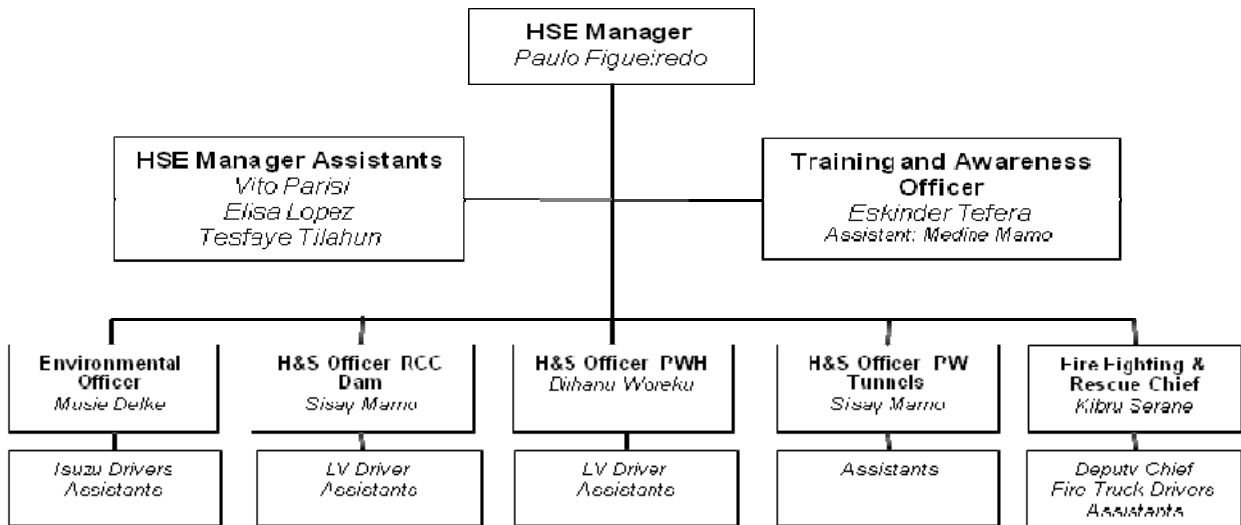 HSE Manager
Paulo Figueiredo
HSE Manager Assistants
Vito Parisi
Elisa Lopez
Tesfaye Tilahun
Training and Awareness
Officer
Eskinder Tefera
Assistant: Medine Mamo
Environmental
Officer
Musie
H&S Officer RCC
Dam
Sisay Mamo
H&S Officer PWH
Woreku
H&S Officer PW
Tunnels
Sisay Mamo
Fire Fighting &
Rescue Chief
Kibru
Isuzu Drivers
Assistants
LV Driver
Assistants
LV Driver
Assistants
Assistants
Deputy Chief
Fire Truck Drivers
Assistants